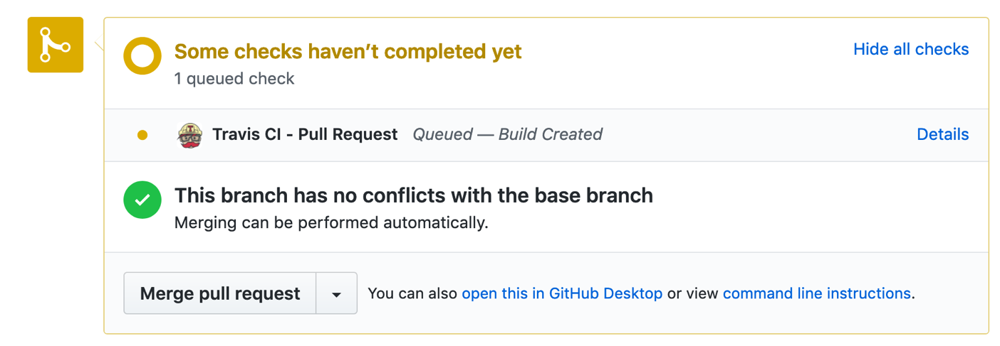 Some checks haven’t completed yet
Hide all checks
1 queued check
Travis CI - Pull Request Queued — Build Created
Details
This branch has no conflicts with the base branch
Merging can be performed automatically.
Merge pull request
You can also open this in GitHub Desktop or view command line instructions.